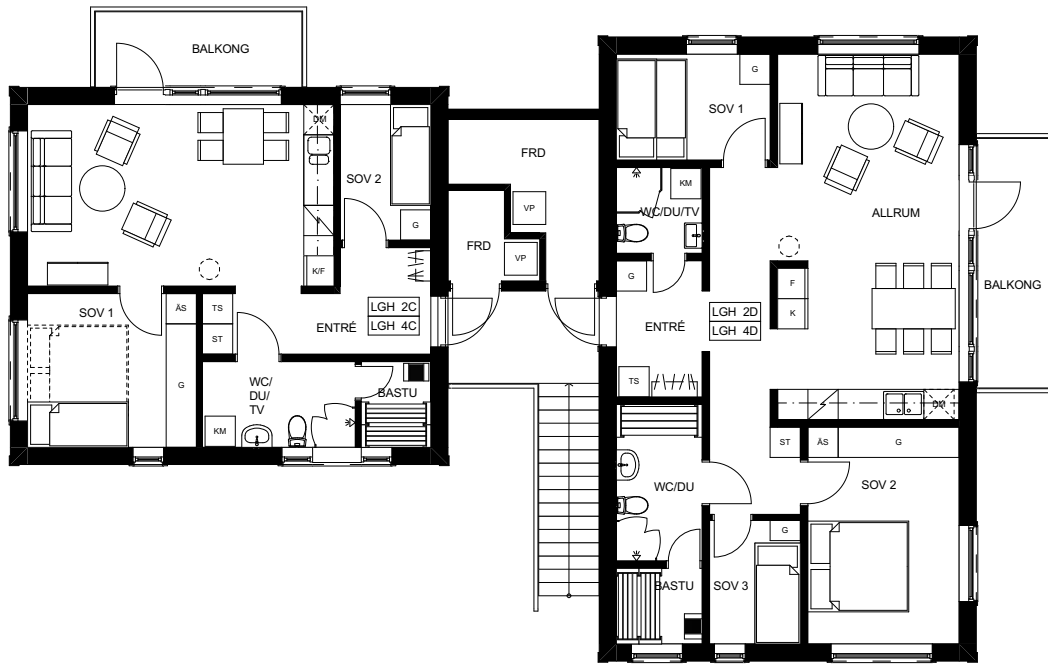 BALKONG
DM
SOV 2
G
K/F
SOV 1
ÄS
TS
ST
G
ENTRÉ
LGH 2C
LGH 4C
WC/
DU/
TV
KM
BASTU
FRD
VP
FRD
VP
SOV 1
G
KM
WC/DU/TV
G
ALLRUM
BALKONG
F
K
ENTRÉ
LGH 2D
LGH 4D
TS
DM
ST
ÄS
G
WC/DU
SOV 2
G
SOV 3
BASTU